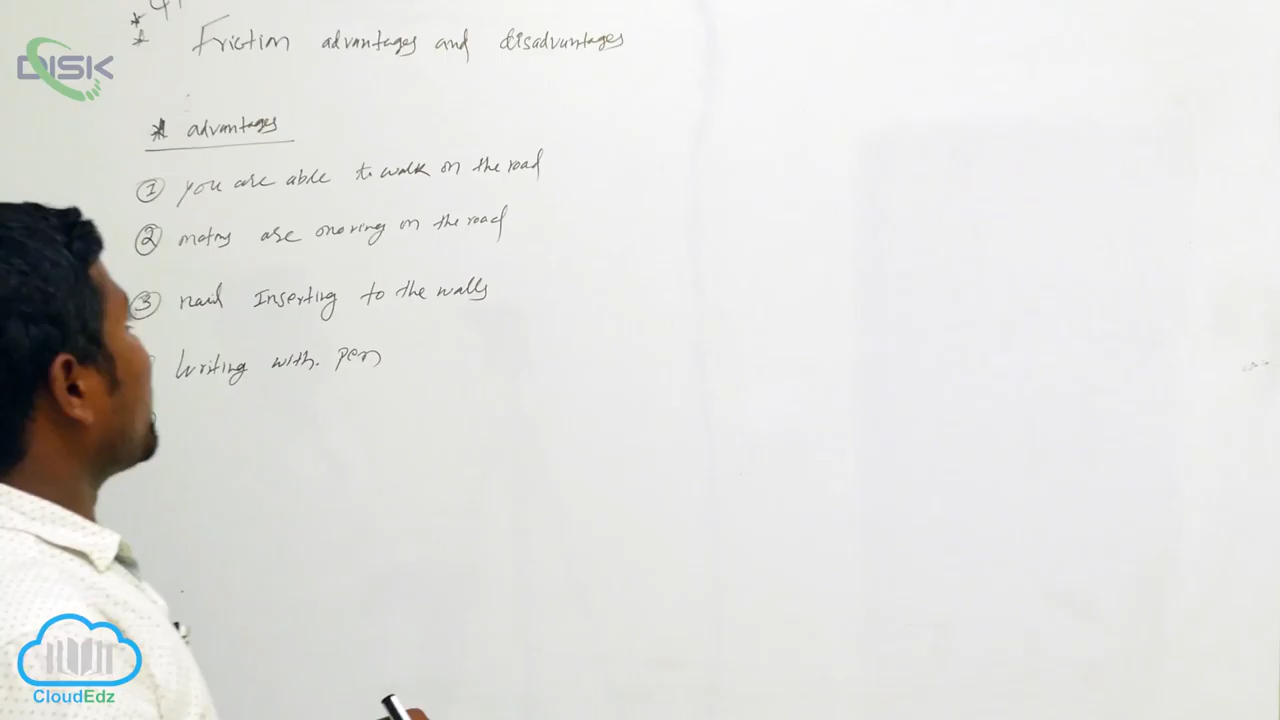 DISK
* Friction advantages and disadvantages
* advantages
① you are able to walk on the road
② are moving on the road
③ nail Inserting to the walls
Writing with. pen
CloudEdz